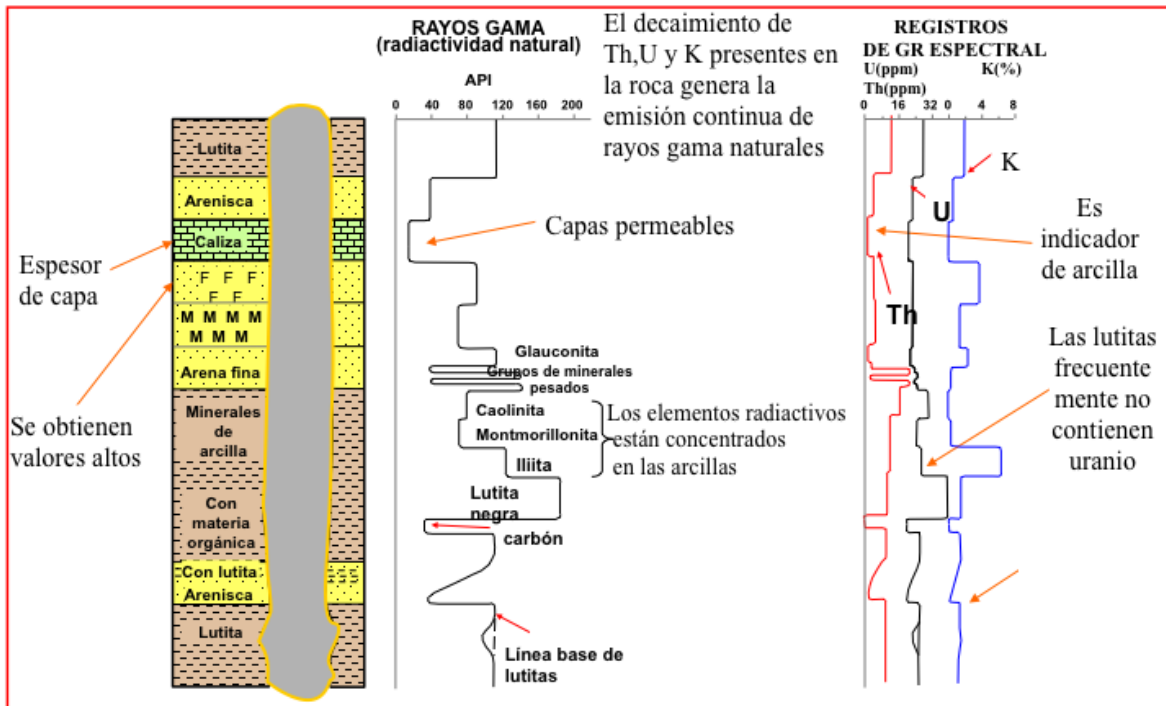 RAYOS GAMA
(radiactividad natural)
API
0 40 80 120 160 200
El decaimiento de
Th,U y K presentes en
la roca genera la
emisión continua de
rayos gama naturales
REGISTROS
DE GR ESPECTRAL
U(ppm) K(%)
Th(ppm)
0 16 32 0 4 8
Lutita
Arenisca
Caliza
F F F
F F
M M M M
M M M
Arena fina
Minerales
de
arcilla
Con
materia
orgánica
Con lutita
Arenisca
Lutita
Espesor
de capa
Se obtienen
valores altos
Capas permeables
Glauconita
Grupos de minerales
pesados
Caolinita
Montmorillonita
Iliita
Los elementos radiactivos
están concentrados
en las arcillas
Lutita
negra
carbón
Línea base de
lutitas
K
U
Th
Es
indicador
de arcilla
Las lutitas
frecuente
mente no
contienen
uranio